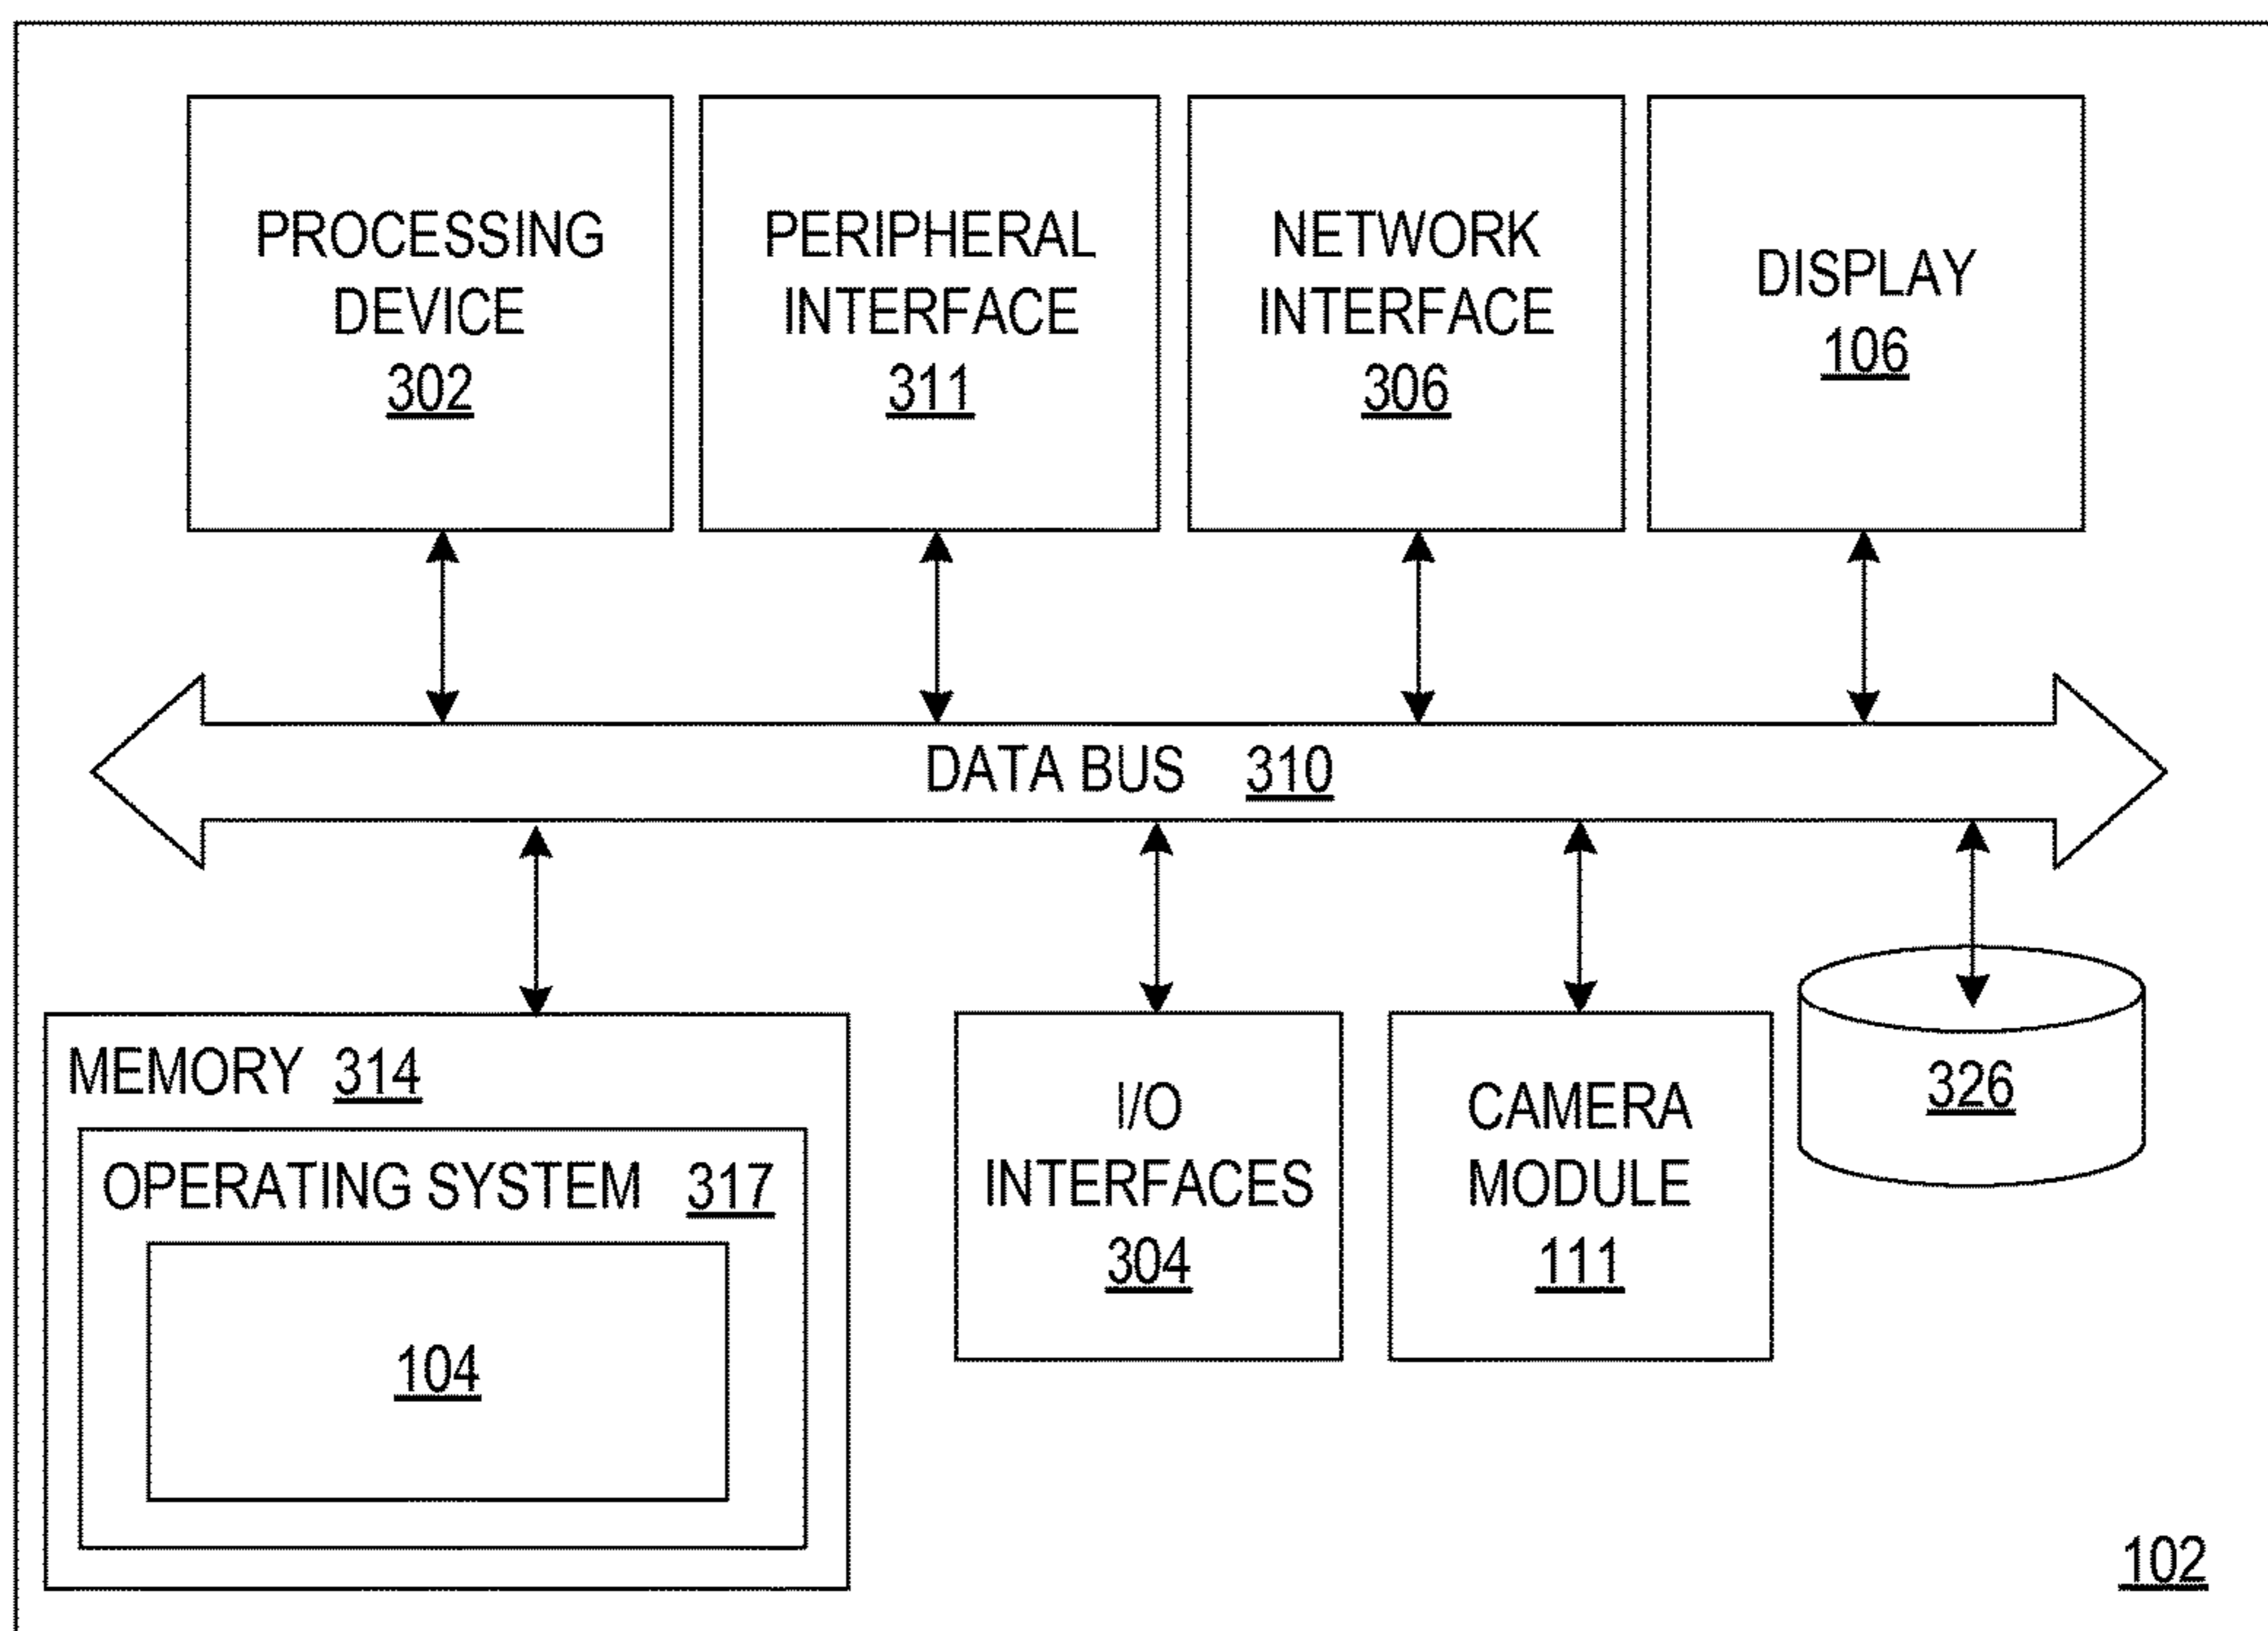 PROCESSING
DEVICE
302
PERIPHERAL
INTERFACE
311
NETWORK
INTERFACE
306
DISPLAY
106
DATA BUS 310
MEMORY 314
OPERATING SYSTEM 317
104
I/O
INTERFACES
304
CAMERA
MODULE
111
326
102